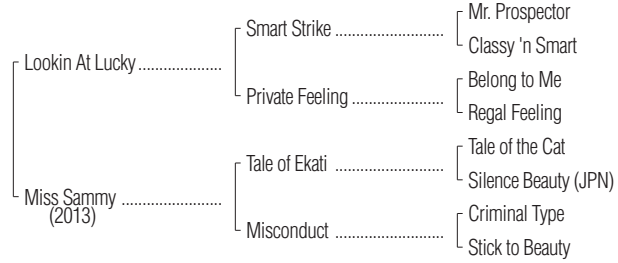 Mr. Prospector
Smart Strike ........................
Classy 'n Smart
Lookin At Lucky ...................
Belong to Me
Private Feeling .....................
Regal Feeling
Tale of the Cat
Tale of Ekati ........................
Silence Beauty (JPN)
Miss Sammy .......................
(2013)
Criminal Type
Misconduct ........................
Stick to Beauty